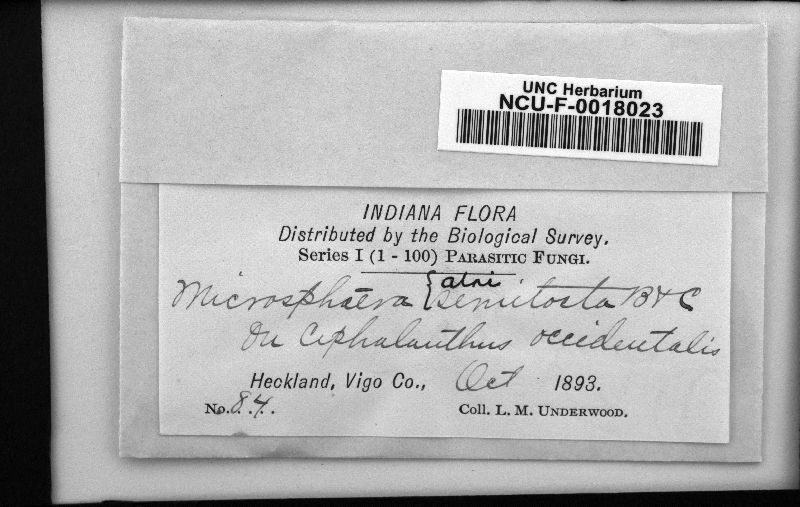 UNC Herbarium
NCU-F-0018023
INDIANA FLORA
Distributed by the Biological Survey.
Series I (1 - 100) PARASITIC FUNGI.
Microsphaera { semitosta B & C
On Cephalanthus occidentalis
Heckland, Vigo Co., Oct 1893.
No. 84.
Coll. L. M. UNDERWOOD.